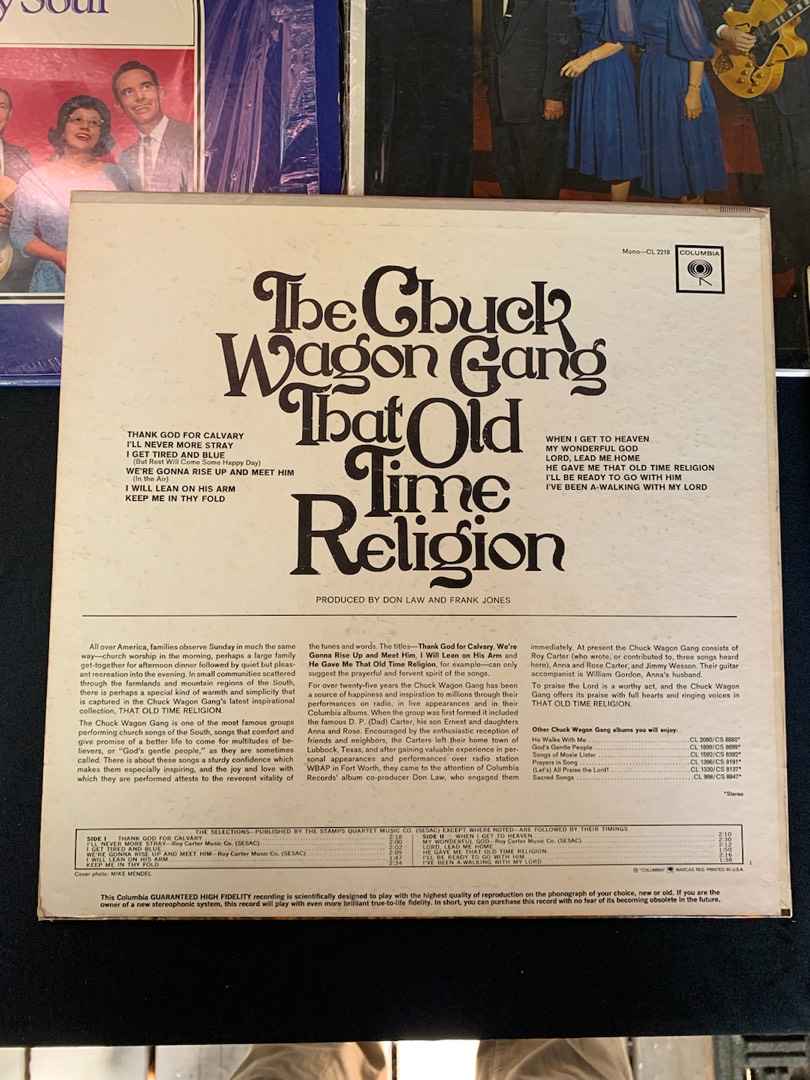 y Soul
Mono—CL 2218
COLUMBIA
The Chuck
Wagon Gang
That Old
Time
Religion
THANK GOD FOR CALVARY
I'LL NEVER MORE STRAY
I GET TIRED AND BLUE
(But Rest Will Come Some Happy Day)
WE'RE GONNA RISE UP AND MEET HIM
(In the Air)
I WILL LEAN ON HIS ARM
KEEP ME IN THY FOLD
WHEN I GET TO HEAVEN
MY WONDERFUL GOD
LORD, LEAD ME HOME
HE GAVE ME THAT OLD TIME RELIGION
I'LL BE READY TO GO WITH HIM
I'VE BEEN A-WALKING WITH MY LORD
PRODUCED BY DON LAW AND FRANK JONES
All over America, families observe Sunday in much the same
way—church worship in the morning, perhaps a large family
get-together for afternoon dinner followed by quiet but pleas-
ant recreation into the evening. In small communities scattered
through the farmlands and mountain regions of the South,
there is perhaps a special kind of warmth and simplicity that
is captured in the Chuck Wagon Gang's latest inspirational
collection, THAT OLD TIME RELIGION.
The Chuck Wagon Gang is one of the most famous groups
performing church songs of the South, songs that comfort and
give promise of a better life to come for multitudes of be-
lievers, or "God's gentle people," as they are sometimes
called. There is about these songs a sturdy confidence which
makes them especially inspiring, and the joy and love with
which they are performed attests to the reverent vitality of
the tunes and words. The titles—Thank God for Calvary, We're
Gonna Rise Up and Meet Him, I Will Lean on His Arm and
He Gave Me That Old Time Religion, for example—can only
suggest the prayerful and fervent spirit of the songs.
For over twenty-five years the Chuck Wagon Gang has been
a source of happiness and inspiration to millions through their
performances on radio, in live appearances and in their
Columbia albums. When the group was first formed it included
the famous D. P. (Dad) Carter, his son Ernest and daughters
Anna and Rose. Encouraged by the enthusiastic reception of
friends and neighbors, the Carters left their home town of
Lubbock, Texas, and after gaining valuable experience in per-
sonal appearances and performances over radio station
WBAP in Fort Worth, they came to the attention of Columbia
Records' album co-producer Don Law, who engaged them
immediately. At present the Chuck Wagon Gang consists of
Roy Carter (who wrote, or contributed to, three songs heard
here), Anna and Rose Carter, and Jimmy Wesson. Their guitar
accompanist is William Gordon, Anna's husband.
To praise the Lord is a worthy act, and the Chuck Wagon
Gang offers its praise with full hearts and ringing voices in
THAT OLD TIME RELIGION.
Other Chuck Wagon Gang albums you will enjoy:
He Walks With Me ........ CL 2080/CS 8880*
God's Gentle People ........ CL 1899/CS 8699*
Songs of Mosie Lister ........ CL 1592/CS 8392*
Prayers in Song ........ CL 1396/CS 8191*
(Let's) All Praise the Lord! ........ CL 1330/CS 8137*
Sacred Songs ........ CL 998/CS 8847*
*Stereo
THE SELECTIONS—PUBLISHED BY THE STAMPS QUARTET MUSIC CO. (SESAC) EXCEPT WHERE NOTED—ARE FOLLOWED BY THEIR TIMINGS
SIDE I THANK GOD FOR CALVARY 2:18
I'LL NEVER MORE STRAY—Roy Carter Music Co. (SESAC) 2:00
I GET TIRED AND BLUE 2:02
WE'RE GONNA RISE UP AND MEET HIM—Roy Carter Music Co. (SESAC) 2:22
I WILL LEAN ON HIS ARM 1:47
KEEP ME IN THY FOLD 2:34
SIDE II WHEN I GET TO HEAVEN 2:10
MY WONDERFUL GOD—Roy Carter Music Co. (SESAC) 2:30
LORD, LEAD ME HOME 2:12
HE GAVE ME THAT OLD TIME RELIGION 1:50
I'LL BE READY TO GO WITH HIM 2:16
I'VE BEEN A-WALKING WITH MY LORD 1:38
Cover photo: MIKE MENDEL
® "COLUMBIA", MARCAS REG. PRINTED IN U.S.A.
This Columbia GUARANTEED HIGH FIDELITY recording is scientifically designed to play with the highest quality of reproduction on the phonograph of your choice, new or old. If you are the
owner of a new stereophonic system, this record will play with even more brilliant true-to-life fidelity. In short, you can purchase this record with no fear of its becoming obsolete in the future.